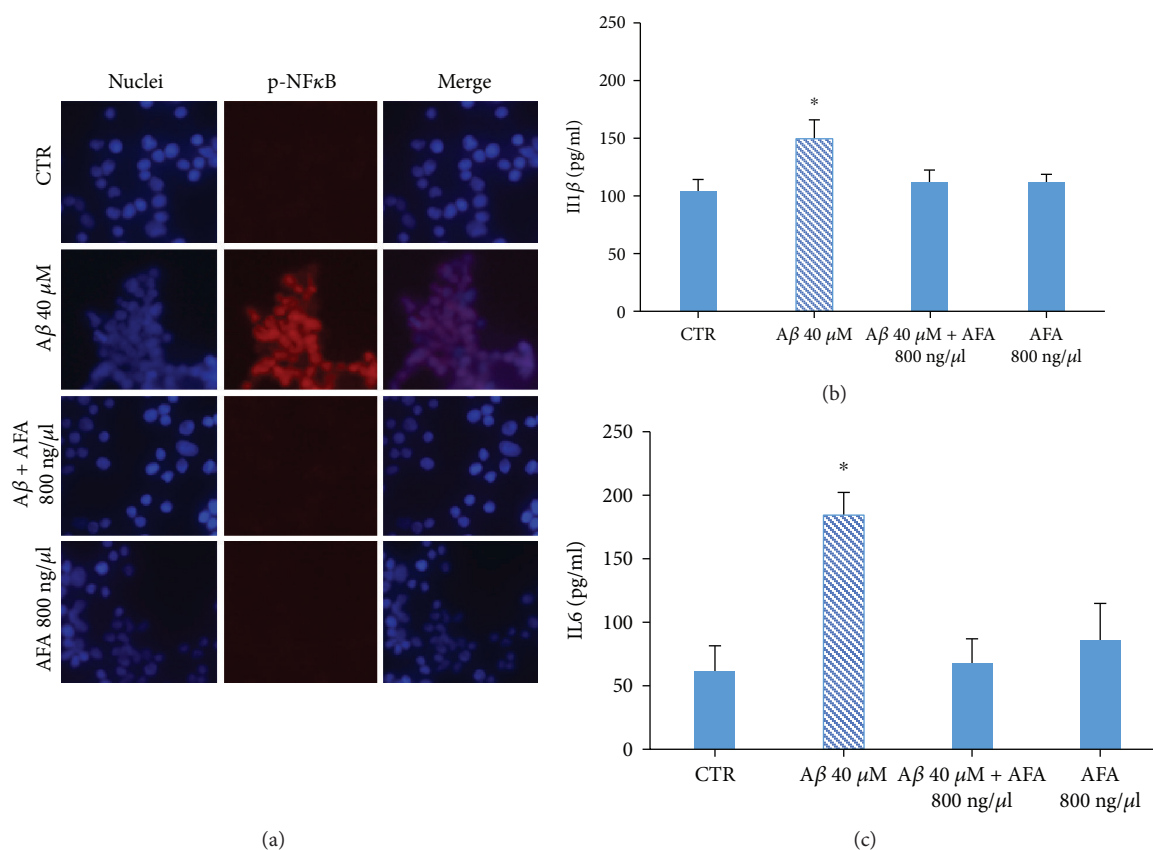 Nuclei
p-NFκB
Merge
CTR
Aβ 40 μM
Aβ + AFA
800 ng/μl
AFA 800 ng/μl
(a)
Il1β (pg/ml)
250
200
150
100
50
0
*
CTR
Aβ 40 μM
Aβ 40 μM + AFA
800 ng/μl
AFA
800 ng/μl
(b)
IL6 (pg/ml)
250
200
150
100
50
0
*
CTR
Aβ 40 μM
Aβ 40 μM + AFA
800 ng/μl
AFA
800 ng/μl
(c)